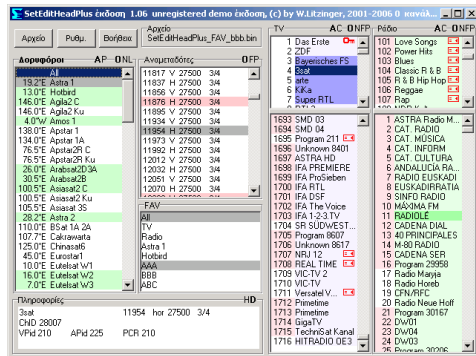 SetEditHeadPlus έκδοση 1.06 unregistered demo έκδοση, (c) by W.Litzinger, 2001-2006 0 κανάλ...
Αρχείο
Ρυθμ.
Βοήθεια
Αρχείο
SetEditHeadPlus_FAV_bbb.bin
Δορυφόροι A P O N L
All
19.2°E Astra 1
13.0°E Hotbird
146.0°E Agila2 C
146.0°E Agila2 Ku
4.0°W Amos 1
138.0°E Apstar 1
134.0°E Apstar 1A
76.5°E Apstar2R C
76.5°E Apstar2R Ku
26.0°E Arabsat2D3A
30.5°E Arabsat2B
100.5°E Asiasat2 C
100.5°E Asiasat2 Ku
105.5°E Asiasat 3S
28.2°E Astra 2
110.0°E BSat 1A 2A
107.7°E Cakrawarta
125.0°E Chinasat6
45.0°E Eurostar1
10.0°E Eutelsat W1
16.0°E Eutelsat W2
7.0°E Eutelsat W3
Αναμεταδότες O F P
11817 V 27500 3/4
11837 H 27500 3/4
11856 V 27500 3/4
11876 H 27500 3/4
11895 V 27500 3/4
11934 V 27500 3/4
11954 H 27500 3/4
11973 V 27500 3/4
11992 H 27500 3/4
12012 V 27500 3/4
12032 H 27500 3/4
12051 V 27500 3/4
12070 H 27500 3/4
FAV
All
TV
Radio
Astra 1
Hotbird
AAA
BBB
ABC
Πληροφορίες HD
3sat 11954 hor 27500 3/4
CHID 28007
VPid 210 APid 225 PCR 210
TV A C O N F P
1 Das Erste
2 ZDF
3 Bayerisches FS
4 3sat
5 arte
6 KiKa
7 Super RTL
1693 SMD 03
1694 SMD 04
1695 Program 211
1696 Unknown 8401
1697 ASTRA HD
1698 IFA PREMIERE
1699 IFA ProSieben
1700 IFA RTL
1701 IFA DSF
1702 IFA The Voice
1703 IFA 1-2-3.TV
1704 SR SÜDWEST...
1705 Program 8607
1706 Unknown 8617
1707 NRJ 12
1708 REAL TIME
1709 VIC-TV 2
1710 VIC-TV
1711 Versatel V...
1712 Primetime
1713 Primetime
1714 GigaTV
1715 TechniSat Kanal
1716 HITRADIO OE3
Ράδιο A C O N F P
101 Love Songs
102 Power Hits
103 Blues
104 Classic R & B
105 R & B Hip Hop
106 Reggae
107 Rap
1 ASTRA Radio M...
2 CAT. RADIO
3 CAT. MÚSICA
4 CAT. INFORM
5 CAT. CULTURA
6 ANDALUCÍA RA...
7 RADIO EUSKADI
8 EUSKADIRRATIA
9 SINFO RADIO
10 MÁXIMA FM
11 RADIOLÉ
12 CADENA DIAL
13 40 PRINCIPALES
14 M-80 RADIO
15 CADENA SER
16 Program 29958
17 Radio Maryja
18 Radio Horeb
19 CFN/RFC
20 Radio Neue Hoff
21 Program 30167
22 DW01
23 DW04
24 DW03
25 Program 30206